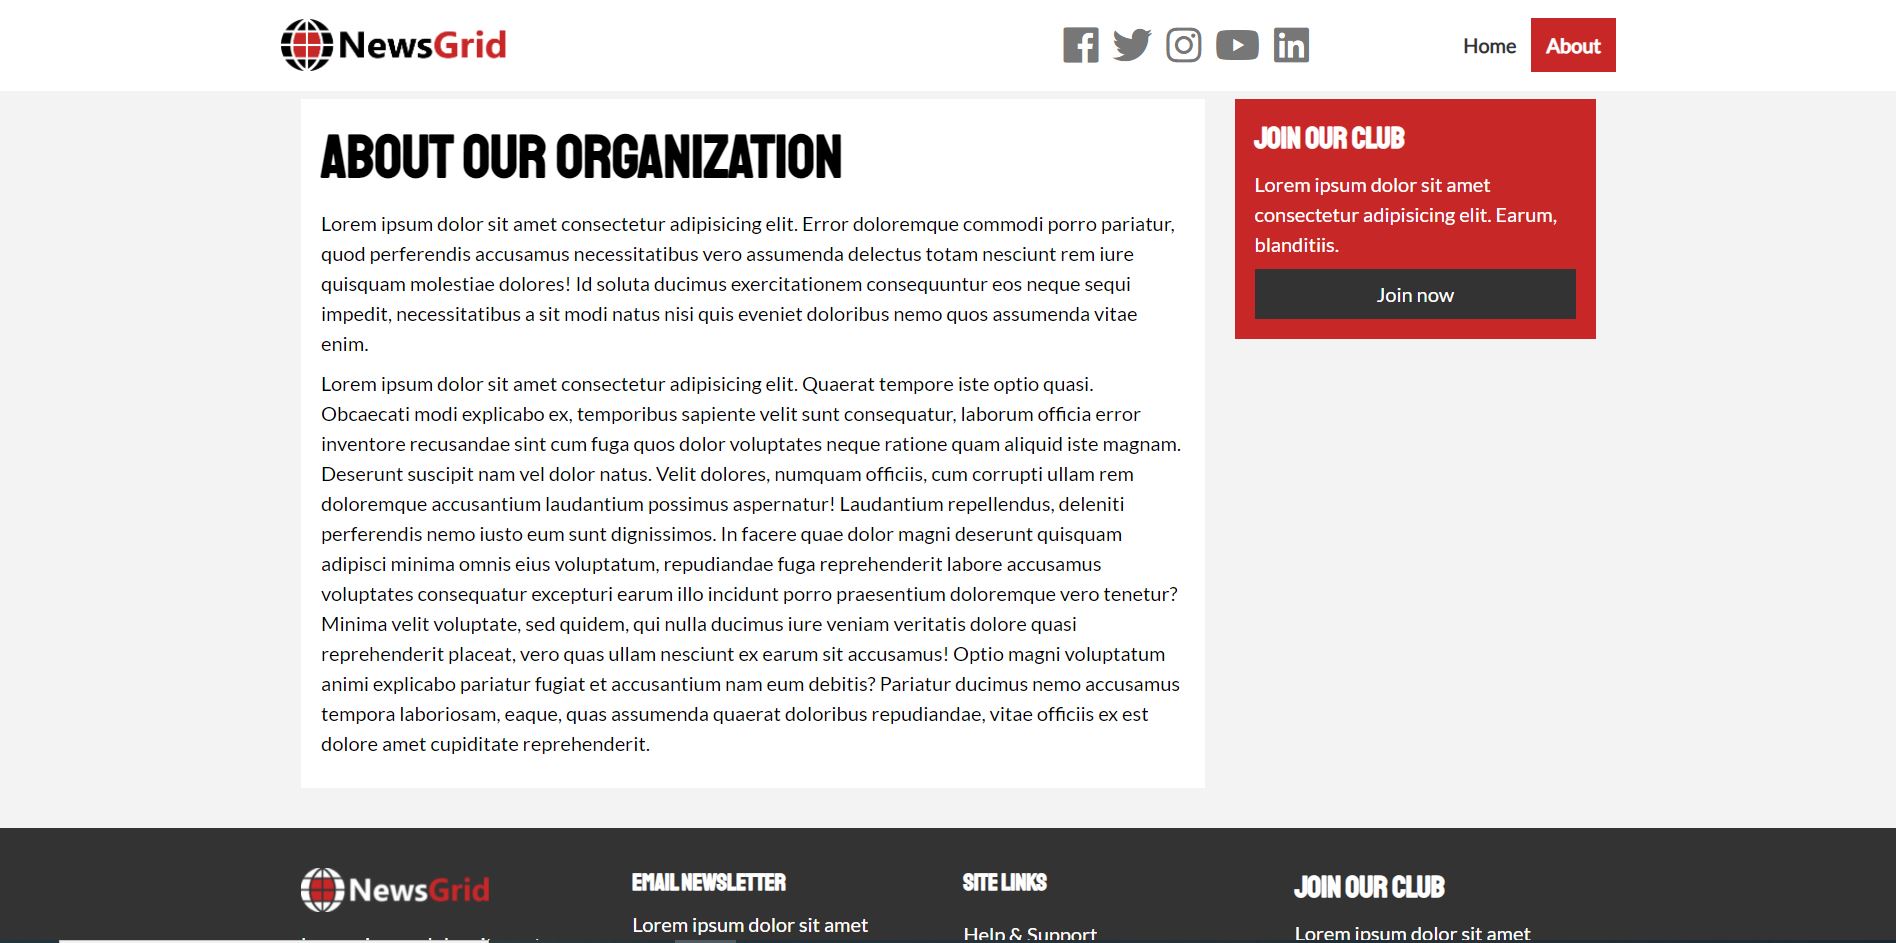 NewsGrid
Home
About
ABOUT OUR ORGANIZATION
Lorem ipsum dolor sit amet consectetur adipisicing elit. Error doloremque commodi porro pariatur,
quod perferendis accusamus necessitatibus vero assumenda delectus totam nesciunt rem iure
quisquam molestiae dolores! Id soluta ducimus exercitationem consequuntur eos neque sequi
impedit, necessitatibus a sit modi natus nisi quis eveniet doloribus nemo quos assumenda vitae
enim.
Lorem ipsum dolor sit amet consectetur adipisicing elit. Quaerat tempore iste optio quasi.
Obcaecati modi explicabo ex, temporibus sapiente velit sunt consequatur, laborum officia error
inventore recusandae sint cum fuga quos dolor voluptates neque ratione quam aliquid iste magnam.
Deserunt suscipit nam vel dolor natus. Velit dolores, numquam officiis, cum corrupti ullam rem
doloremque accusantium laudantium possimus aspernatur! Laudantium repellendus, deleniti
perferendis nemo iusto eum sunt dignissimos. In facere quae dolor magni deserunt quisquam
adipisci minima omnis eius voluptatum, repudiandae fuga reprehenderit labore accusamus
voluptates consequatur excepturi earum illo incidunt porro praesentium doloremque vero tenetur?
Minima velit voluptate, sed quidem, qui nulla ducimus iure veniam veritatis dolore quasi
reprehenderit placeat, vero quas ullam nesciunt ex earum sit accusamus! Optio magni voluptatum
animi explicabo pariatur fugiat et accusantium nam eum debitis? Pariatur ducimus nemo accusamus
tempora laboriosam, eaque, quas assumenda quaerat doloribus repudiandae, vitae officiis ex est
dolore amet cupiditate reprehenderit.
JOIN OUR CLUB
Lorem ipsum dolor sit amet
consectetur adipisicing elit. Earum,
blanditiis.
Join now
NewsGrid
EMAIL NEWSLETTER
Lorem ipsum dolor sit amet
SITE LINKS
Help & Support
JOIN OUR CLUB
Lorem ipsum dolor sit amet